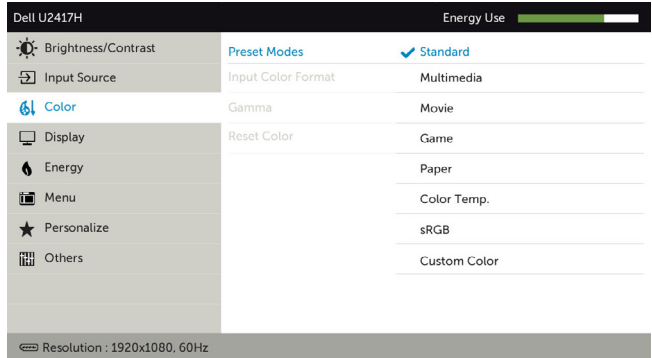 Dell U2417H Energy Use
Brightness/Contrast Preset Modes Standard
Input Source Input Color Format Multimedia
Color Gamma Movie
Display Reset Color Game
Energy Paper
Menu Color Temp.
Personalize sRGB
Others Custom Color
Resolution : 1920x1080, 60Hz